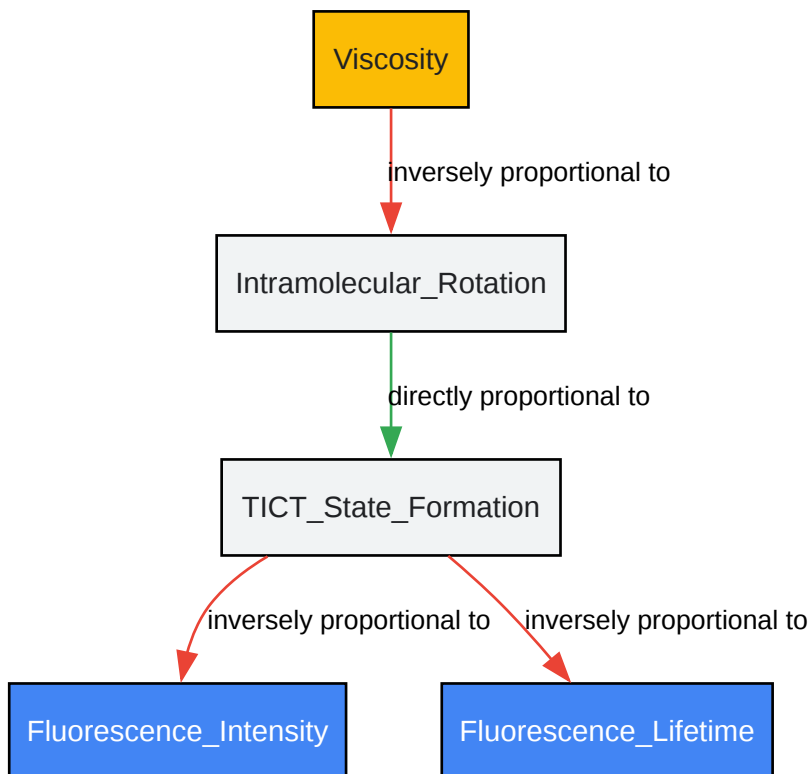 Viscosity
inversely proportional to
Intramolecular_Rotation
directly proportional to
TICT_State_Formation
inversely proportional to
inversely proportional to
Fluorescence_Intensity
Fluorescence_Lifetime